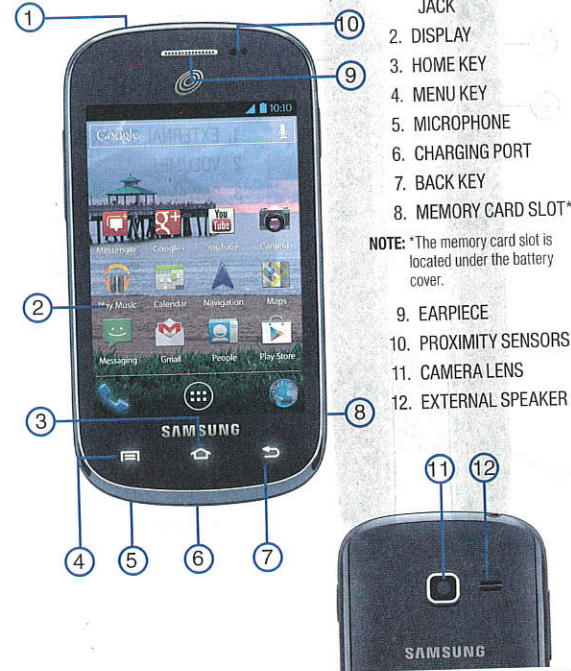 JACK
2. DISPLAY
3. HOME KEY
4. MENU KEY
5. MICROPHONE
6. CHARGING PORT
7. BACK KEY
8. MEMORY CARD SLOT*
NOTE: *The memory card slot is
located under the battery
cover.
9. EARPIECE
10. PROXIMITY SENSORS
11. CAMERA LENS
12. EXTERNAL SPEAKER
1
10
9
10:10
Google
Messenger Google+ YouTube Camera
Play Music Calendar Navigation Maps
2
Messaging Gmail People Play Store
3
8
SAMSUNG
4
5
6
7
11
12
SAMSUNG